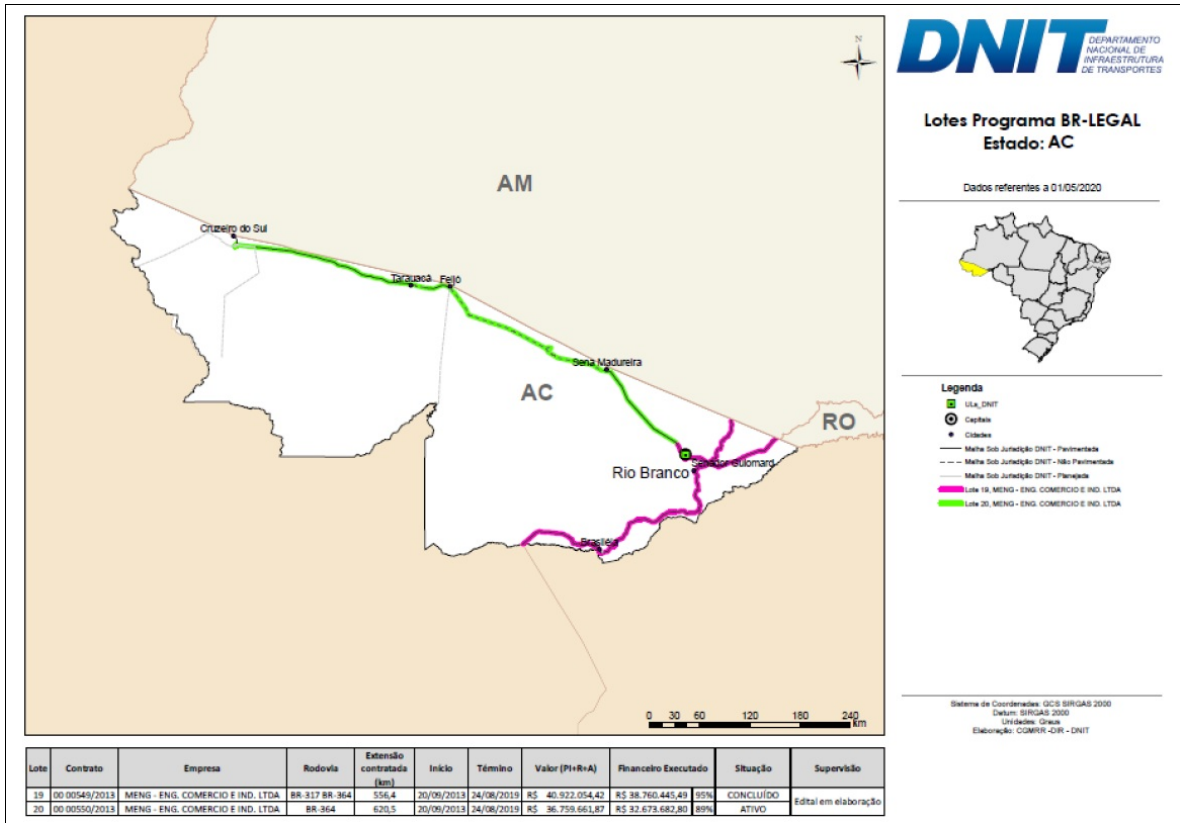 N
AM
Cruzeiro do Sul
Tarauacá
Feijó
Sena Madureira
AC
RO
Senador Guiomard
Rio Branco
Brasiléia
0 30 60 120 180 240
km
DNIT
DEPARTAMENTO
NACIONAL DE
INFRAESTRUTURA
DE TRANSPORTES
Lotes Programa BR-LEGAL
Estado: AC
Dados referentes a 01/05/2020
Legenda
ULs_DNIT
Capitais
Cidades
Malha Sob Jurisdição DNIT - Pavimentada
Malha Sob Jurisdição DNIT - Não Pavimentada
Malha Sob Jurisdição DNIT - Planejada
Lote 19, MENG - ENG. COMERCIO E IND. LTDA
Lote 20, MENG - ENG. COMERCIO E IND. LTDA
Sistema de Coordenadas: GCS SIRGAS 2000
Datum: SIRGAS 2000
Unidades: Graus
Elaboração: CGMRR -DIR - DNIT
Lote Contrato Empresa Rodovia Extensão contratada (km) Início Término Valor (PI+R+A) Financeiro Executado Situação Supervisão
19 00 00549/2013 MENG - ENG. COMERCIO E IND. LTDA BR-317 BR-364 556,4 20/09/2013 24/08/2019 R$ 40.922.054,42 R$ 38.760.445,49 95% CONCLUÍDO Edital em elaboração
20 00 00550/2013 MENG - ENG. COMERCIO E IND. LTDA BR-364 620,5 20/09/2013 24/08/2019 R$ 36.759.661,87 R$ 32.673.682,80 89% ATIVO